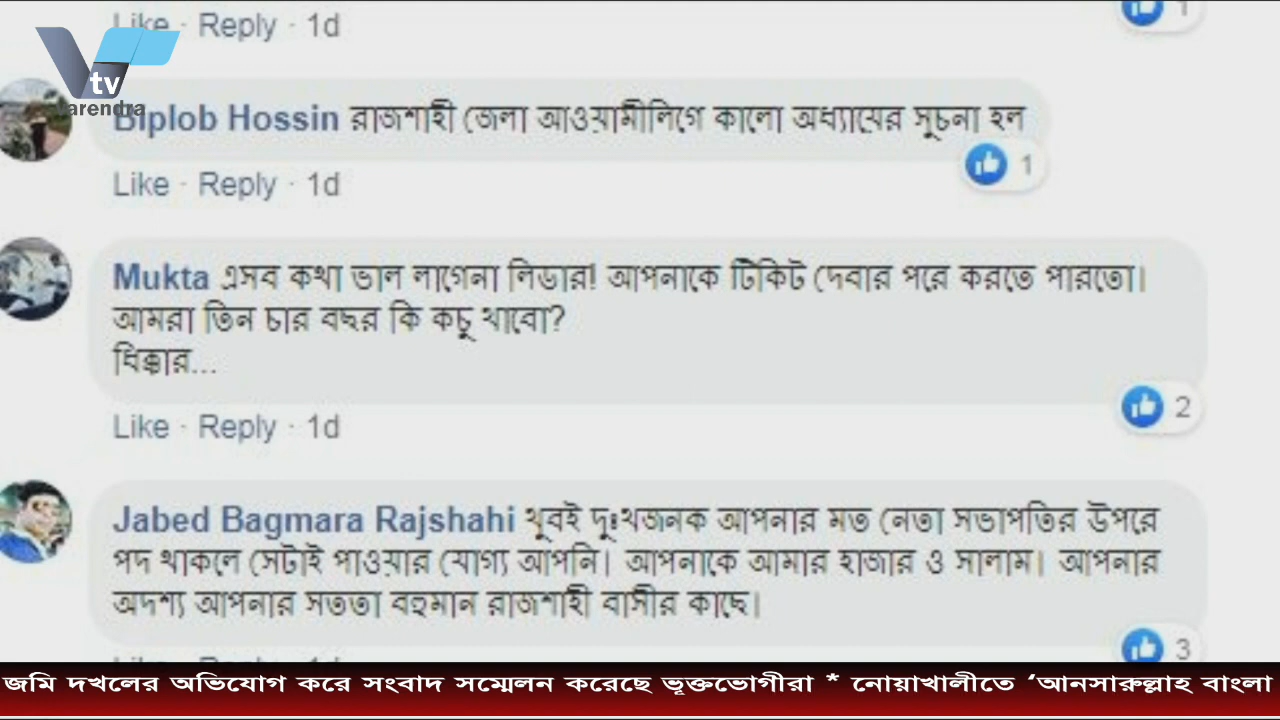 Like · Reply · 1d
1
tv
arendra
Biplob Hossin রাজশাহী জেলা আওয়ামীলিগে কালো অধ্যায়ের সূচনা হল
1
Like · Reply · 1d
Mukta এসব কথা ভাল লাগেনা লিডার! আপনাকে টিকিট দেবার পরে করতে পারতো।
আমরা তিন চার বছর কি কচু খাবো?
ধিক্কার...
2
Like · Reply · 1d
Jabed Bagmara Rajshahi খুবই দুঃখজনক আপনার মত নেতা সভাপতির উপরে
পদ থাকলে সেটাই পাওয়ার যোগ্য আপনি। আপনাকে আমার হাজার ও সালাম। আপনার
অদশ্য আপনার সততা বহুমান রাজশাহী বাসীর কাছে।
3
জমি দখলের অভিযোগ করে সংবাদ সম্মেলন করেছে ভূক্তভোগীরা * নোয়াখালীতে ‘আনসারুল্লাহ বাংলা